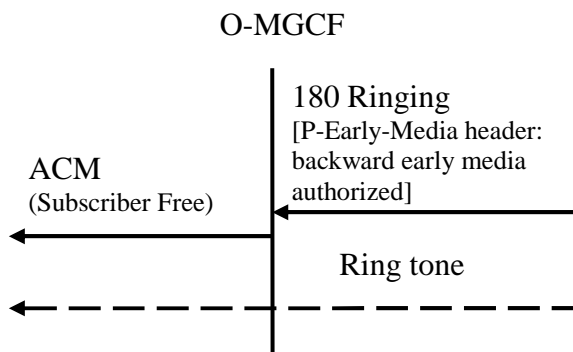 O-MGCF
180 Ringing
[P-Early-Media header:
backward early media
authorized]
ACM
(Subscriber Free)
Ring tone